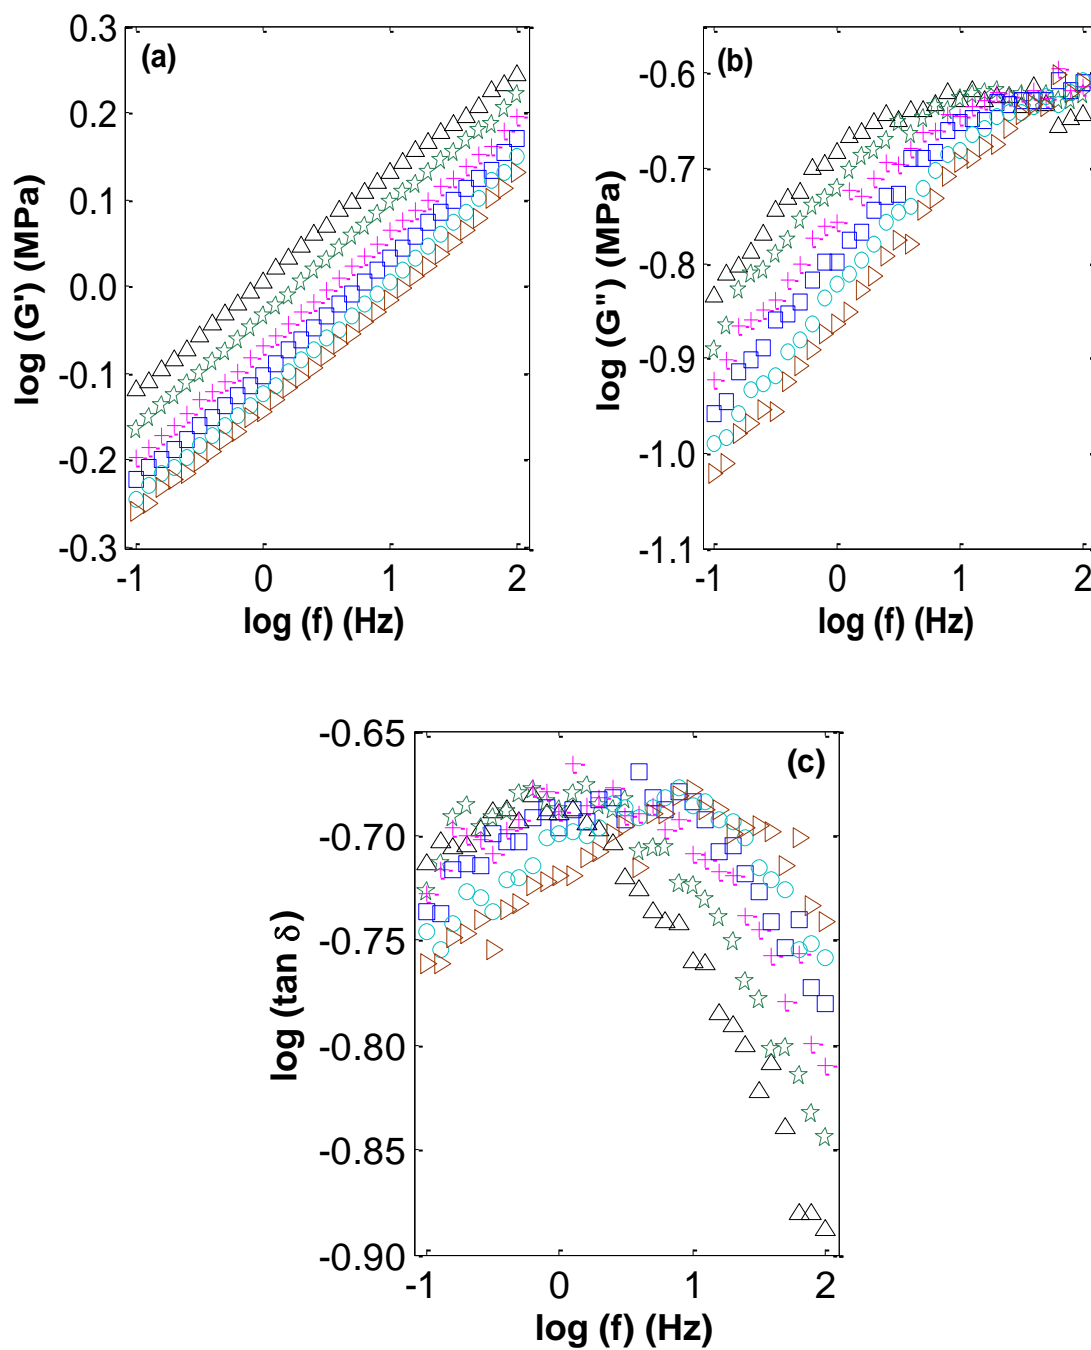 (a)
0.3
0.2
0.1
0.0
-0.1
-0.2
-0.3
log (G') (MPa)
-1 0 1 2
log (f) (Hz)
(b)
-0.6
-0.7
-0.8
-0.9
-1.0
-1.1
log (G") (MPa)
-1 0 1 2
log (f) (Hz)
(c)
-0.65
-0.70
-0.75
-0.80
-0.85
-0.90
log (tan δ)
-1 0 1 2
log (f) (Hz)